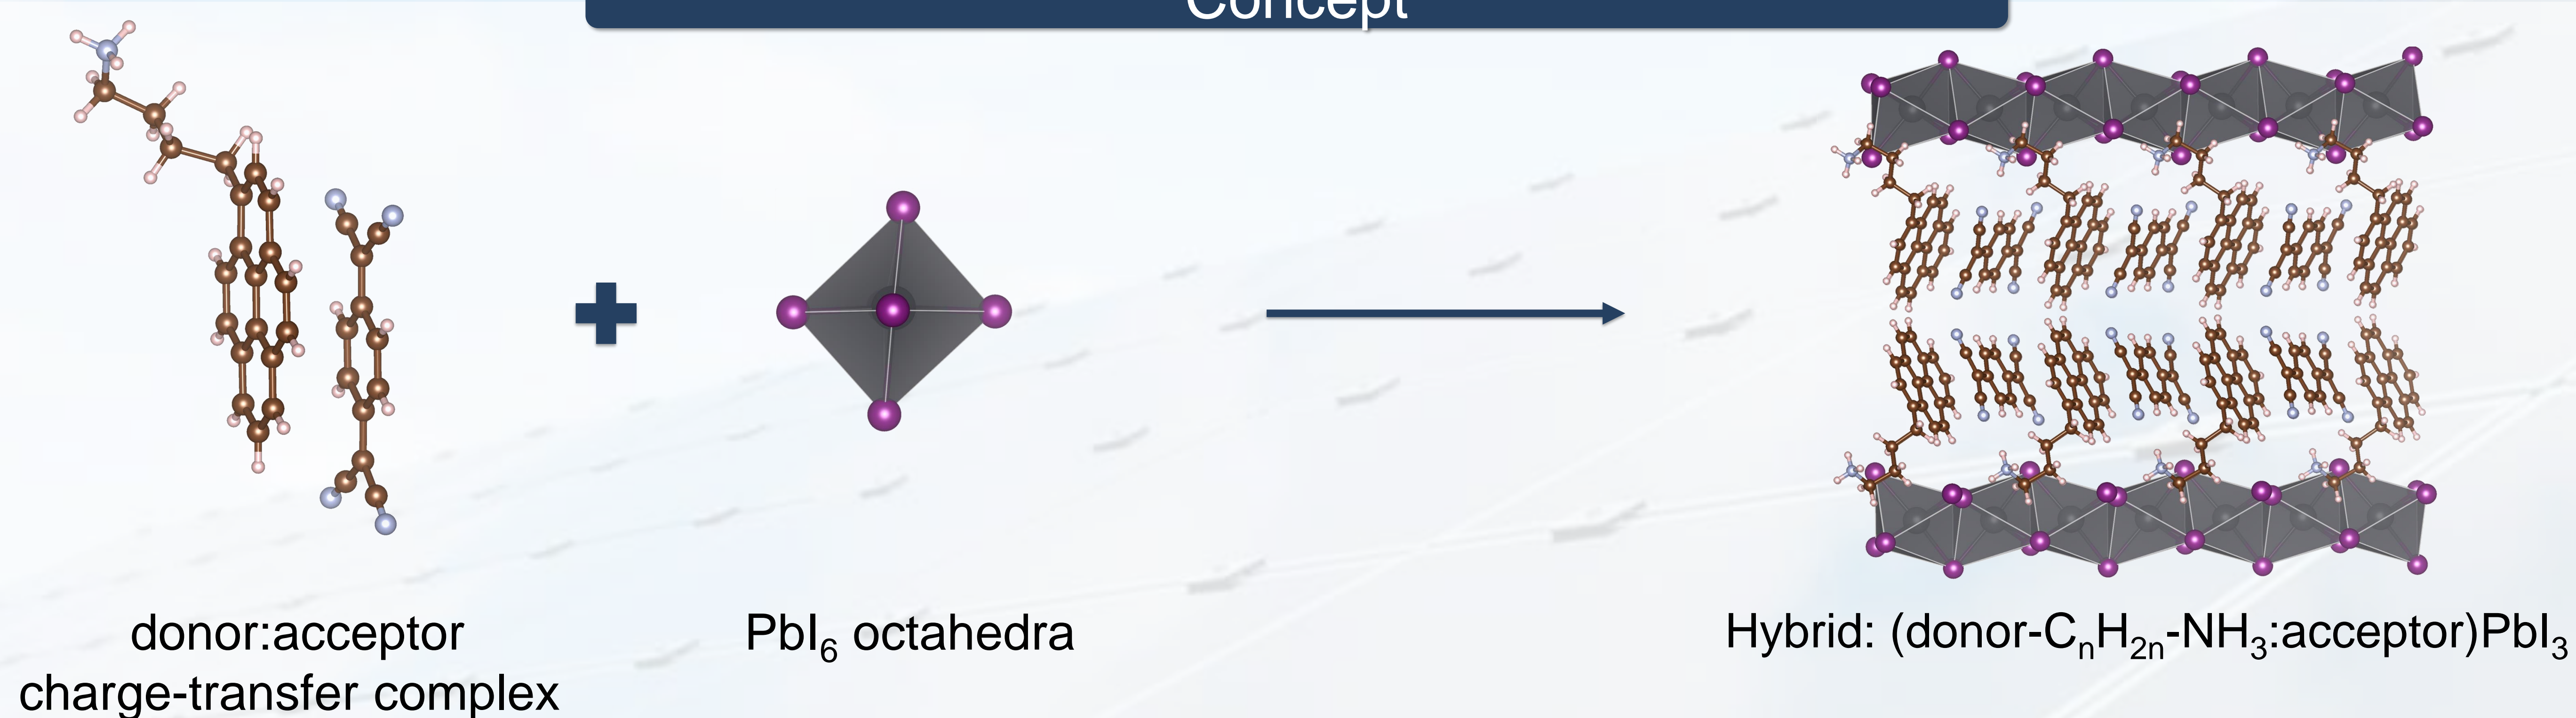 Concept
donor:acceptor
charge-transfer complex
PbI₆ octahedra
Hybrid: (donor-CₙH₂ₙ-NH₃:acceptor)PbI₃